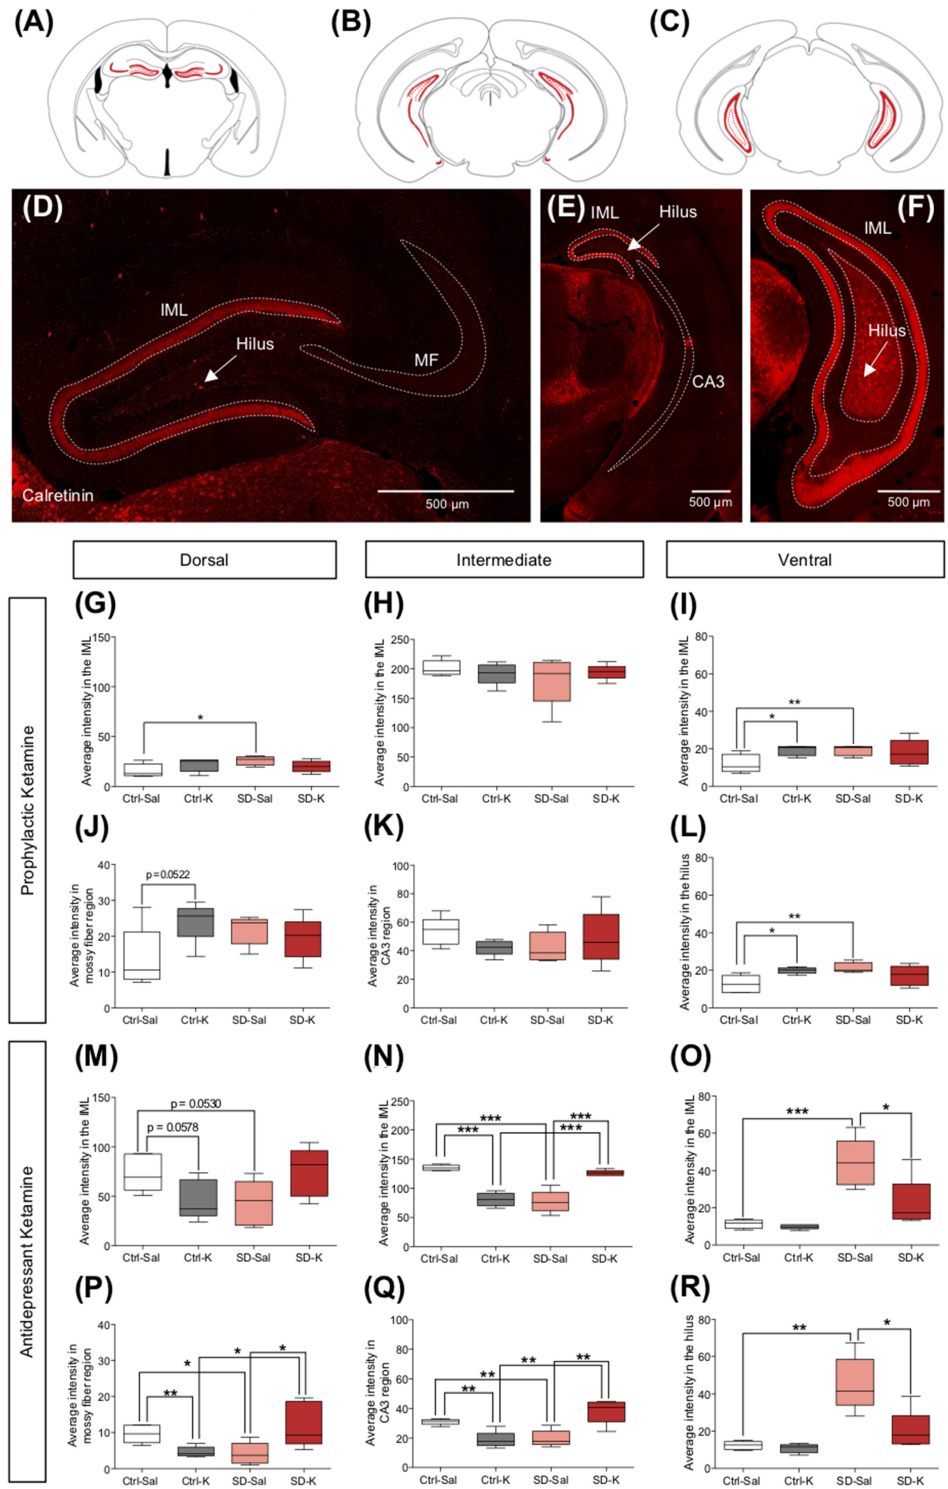 (A) (B) (C)
(D) (E) (F)
IML
Hilus
MF
Calretinin
500 μm
IML
Hilus
CA3
500 μm
IML
Hilus
500 μm
Dorsal Intermediate Ventral
Prophylactic Ketamine
(G)
Average intensity in the IML
150
100
50
0
*
Ctrl-Sal Ctrl-K SD-Sal SD-K
(H)
Average intensity in the IML
250
200
150
100
50
0
Ctrl-Sal Ctrl-K SD-Sal SD-K
(I)
Average intensity in the IML
80
60
40
20
0
**
*
Ctrl-Sal Ctrl-K SD-Sal SD-K
(J)
Average intensity in
mossy fiber region
40
30
20
10
0
p=0.0522
Ctrl-Sal Ctrl-K SD-Sal SD-K
(K)
Average intensity in
CA3 region
100
80
60
40
20
0
Ctrl-Sal Ctrl-K SD-Sal SD-K
(L)
Average intensity in the hilus
80
60
40
20
0
**
*
Ctrl-Sal Ctrl-K SD-Sal SD-K
Antidepressant Ketamine
(M)
Average intensity in the IML
150
100
50
0
p = 0.0530
p = 0.0578
Ctrl-Sal Ctrl-K SD-Sal SD-K
(N)
Average intensity in the IML
250
200
150
100
50
0
*** ***
*** ***
Ctrl-Sal Ctrl-K SD-Sal SD-K
(O)
Average intensity in the IML
80
60
40
20
0
*** *
Ctrl-Sal Ctrl-K SD-Sal SD-K
(P)
Average intensity in
mossy fiber region
40
30
20
10
0
* * *
**
Ctrl-Sal Ctrl-K SD-Sal SD-K
(Q)
Average intensity in
CA3 region
100
80
60
40
20
0
** ** **
**
Ctrl-Sal Ctrl-K SD-Sal SD-K
(R)
Average intensity in the hilus
80
60
40
20
0
** *
Ctrl-Sal Ctrl-K SD-Sal SD-K